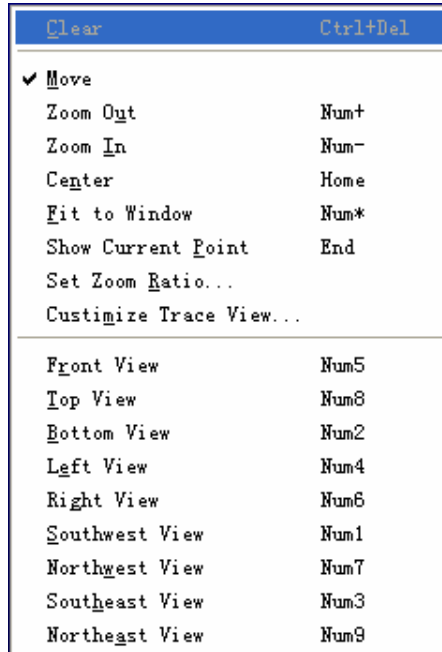 Clear Ctrl+Del
Move
Zoom Out Num+
Zoom In Num-
Center Home
Fit to Window Num*
Show Current Point End
Set Zoom Ratio...
Custimize Trace View...
Front View Num5
Top View Num8
Bottom View Num2
Left View Num4
Right View Num6
Southwest View Num1
Northwest View Num7
Southeast View Num3
Northeast View Num9